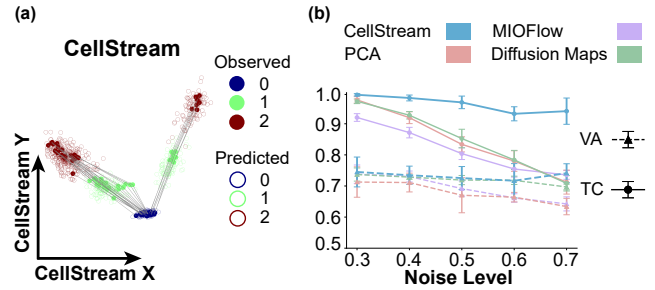 (a)
CellStream
Observed
0
1
2
Predicted
0
1
2
CellStream Y
CellStream X
(b)
CellStream
MIOFlow
PCA
Diffusion Maps
1.0
0.9
0.8
0.7
0.6
0.5
0.3 0.4 0.5 0.6 0.7
Noise Level
VA
TC